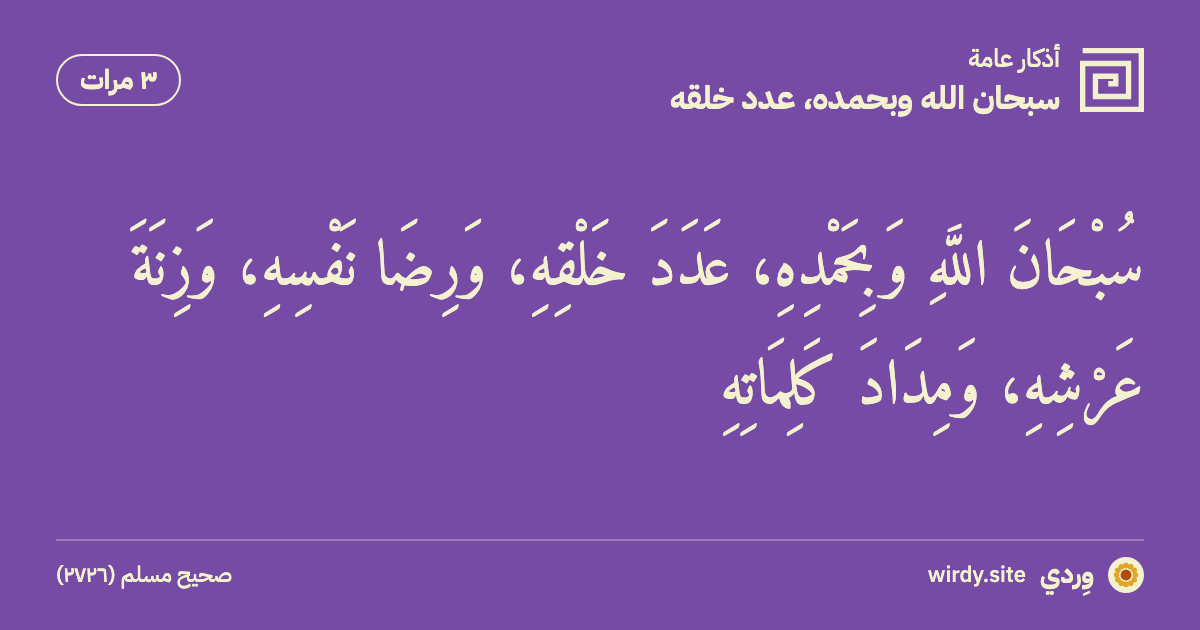 أذكار عامة
سبحان الله وبحمده، عدد خلقه
٣ مرات
سُبْحَانَ اللَّهِ وَبِحَمْدِهِ، عَدَدَ خَلْقِهِ، وَرِضَا نَفْسِهِ، وَزِنَةَ
عَرْشِهِ، وَمِدَادَ كَلِمَاتِهِ
وِردي wirdy.site
صحيح مسلم (٢٧٢٦)